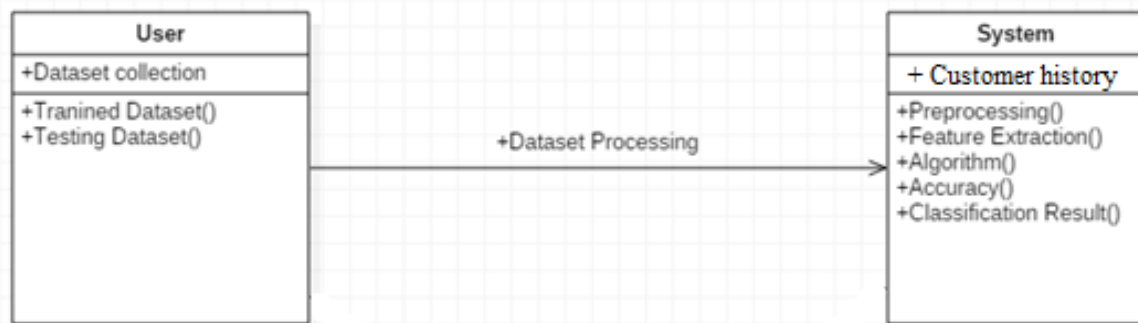 User
+Dataset collection
+Tranined Dataset()
+Testing Dataset()
+Dataset Processing
System
+ Customer history
+Preprocessing()
+Feature Extraction()
+Algorithm()
+Accuracy()
+Classification Result()